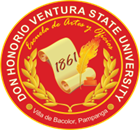 DON HONORIO VENTURA STATE UNIVERSITY
Escuela de Artes y Oficios
1861
Villa de Bacolor, Pampanga